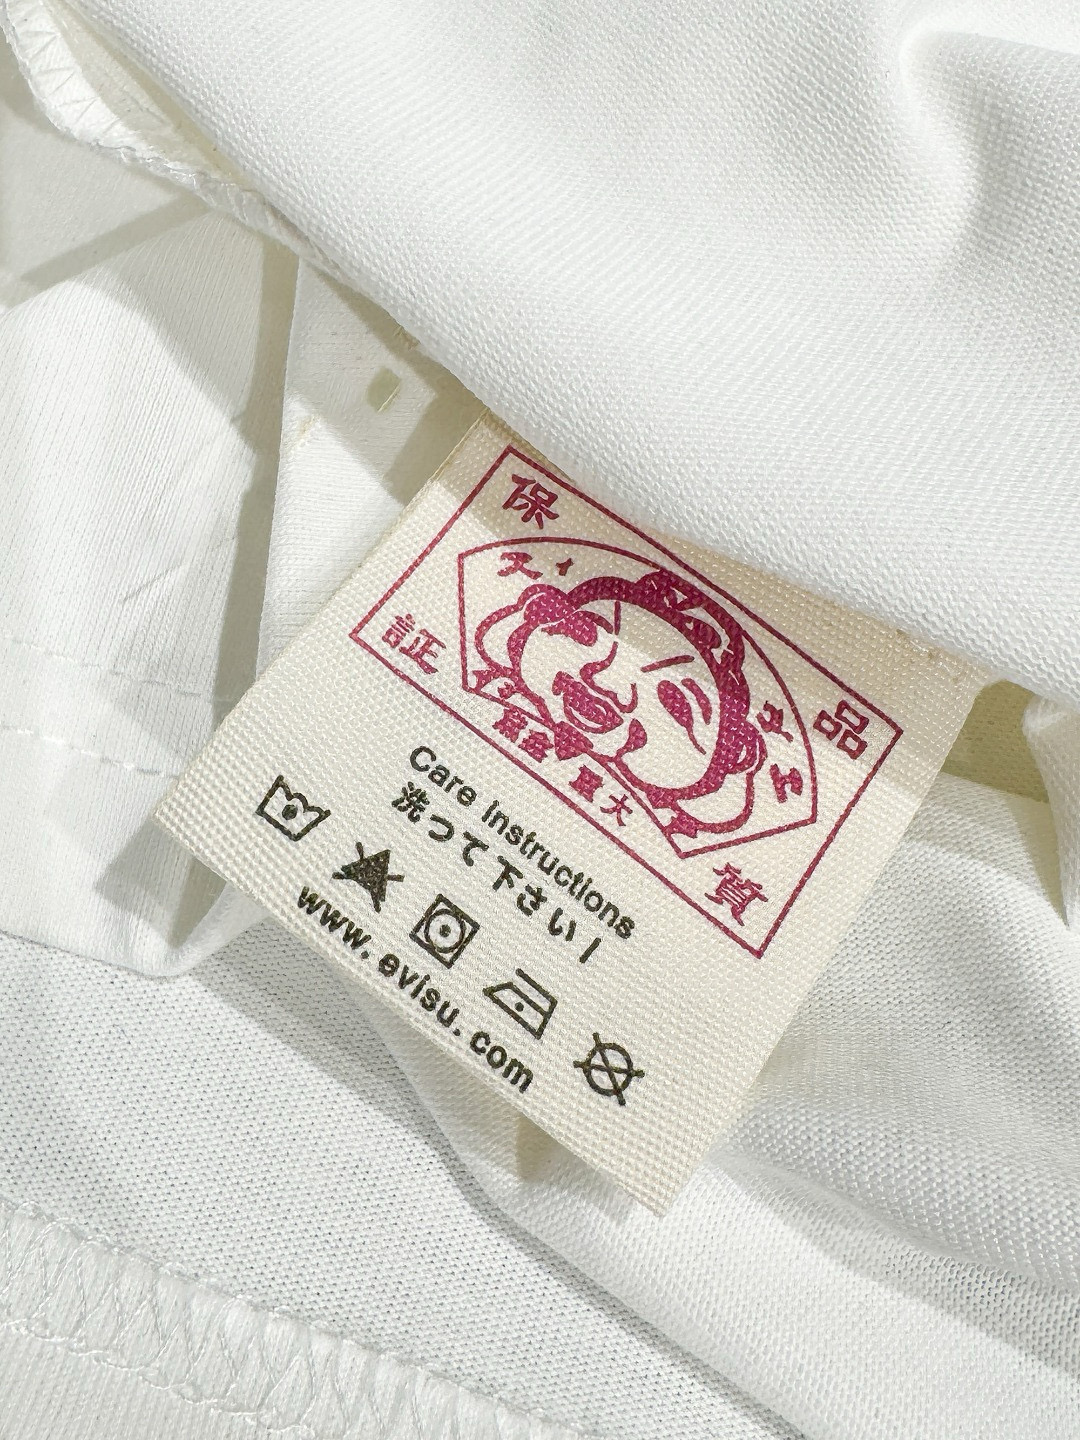 保 品
証 質
Care instructions
洗って下さい!
www.evisu.com